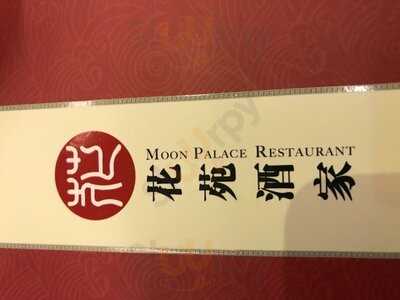 MOON PALACE RESTAURANT
花苑酒家